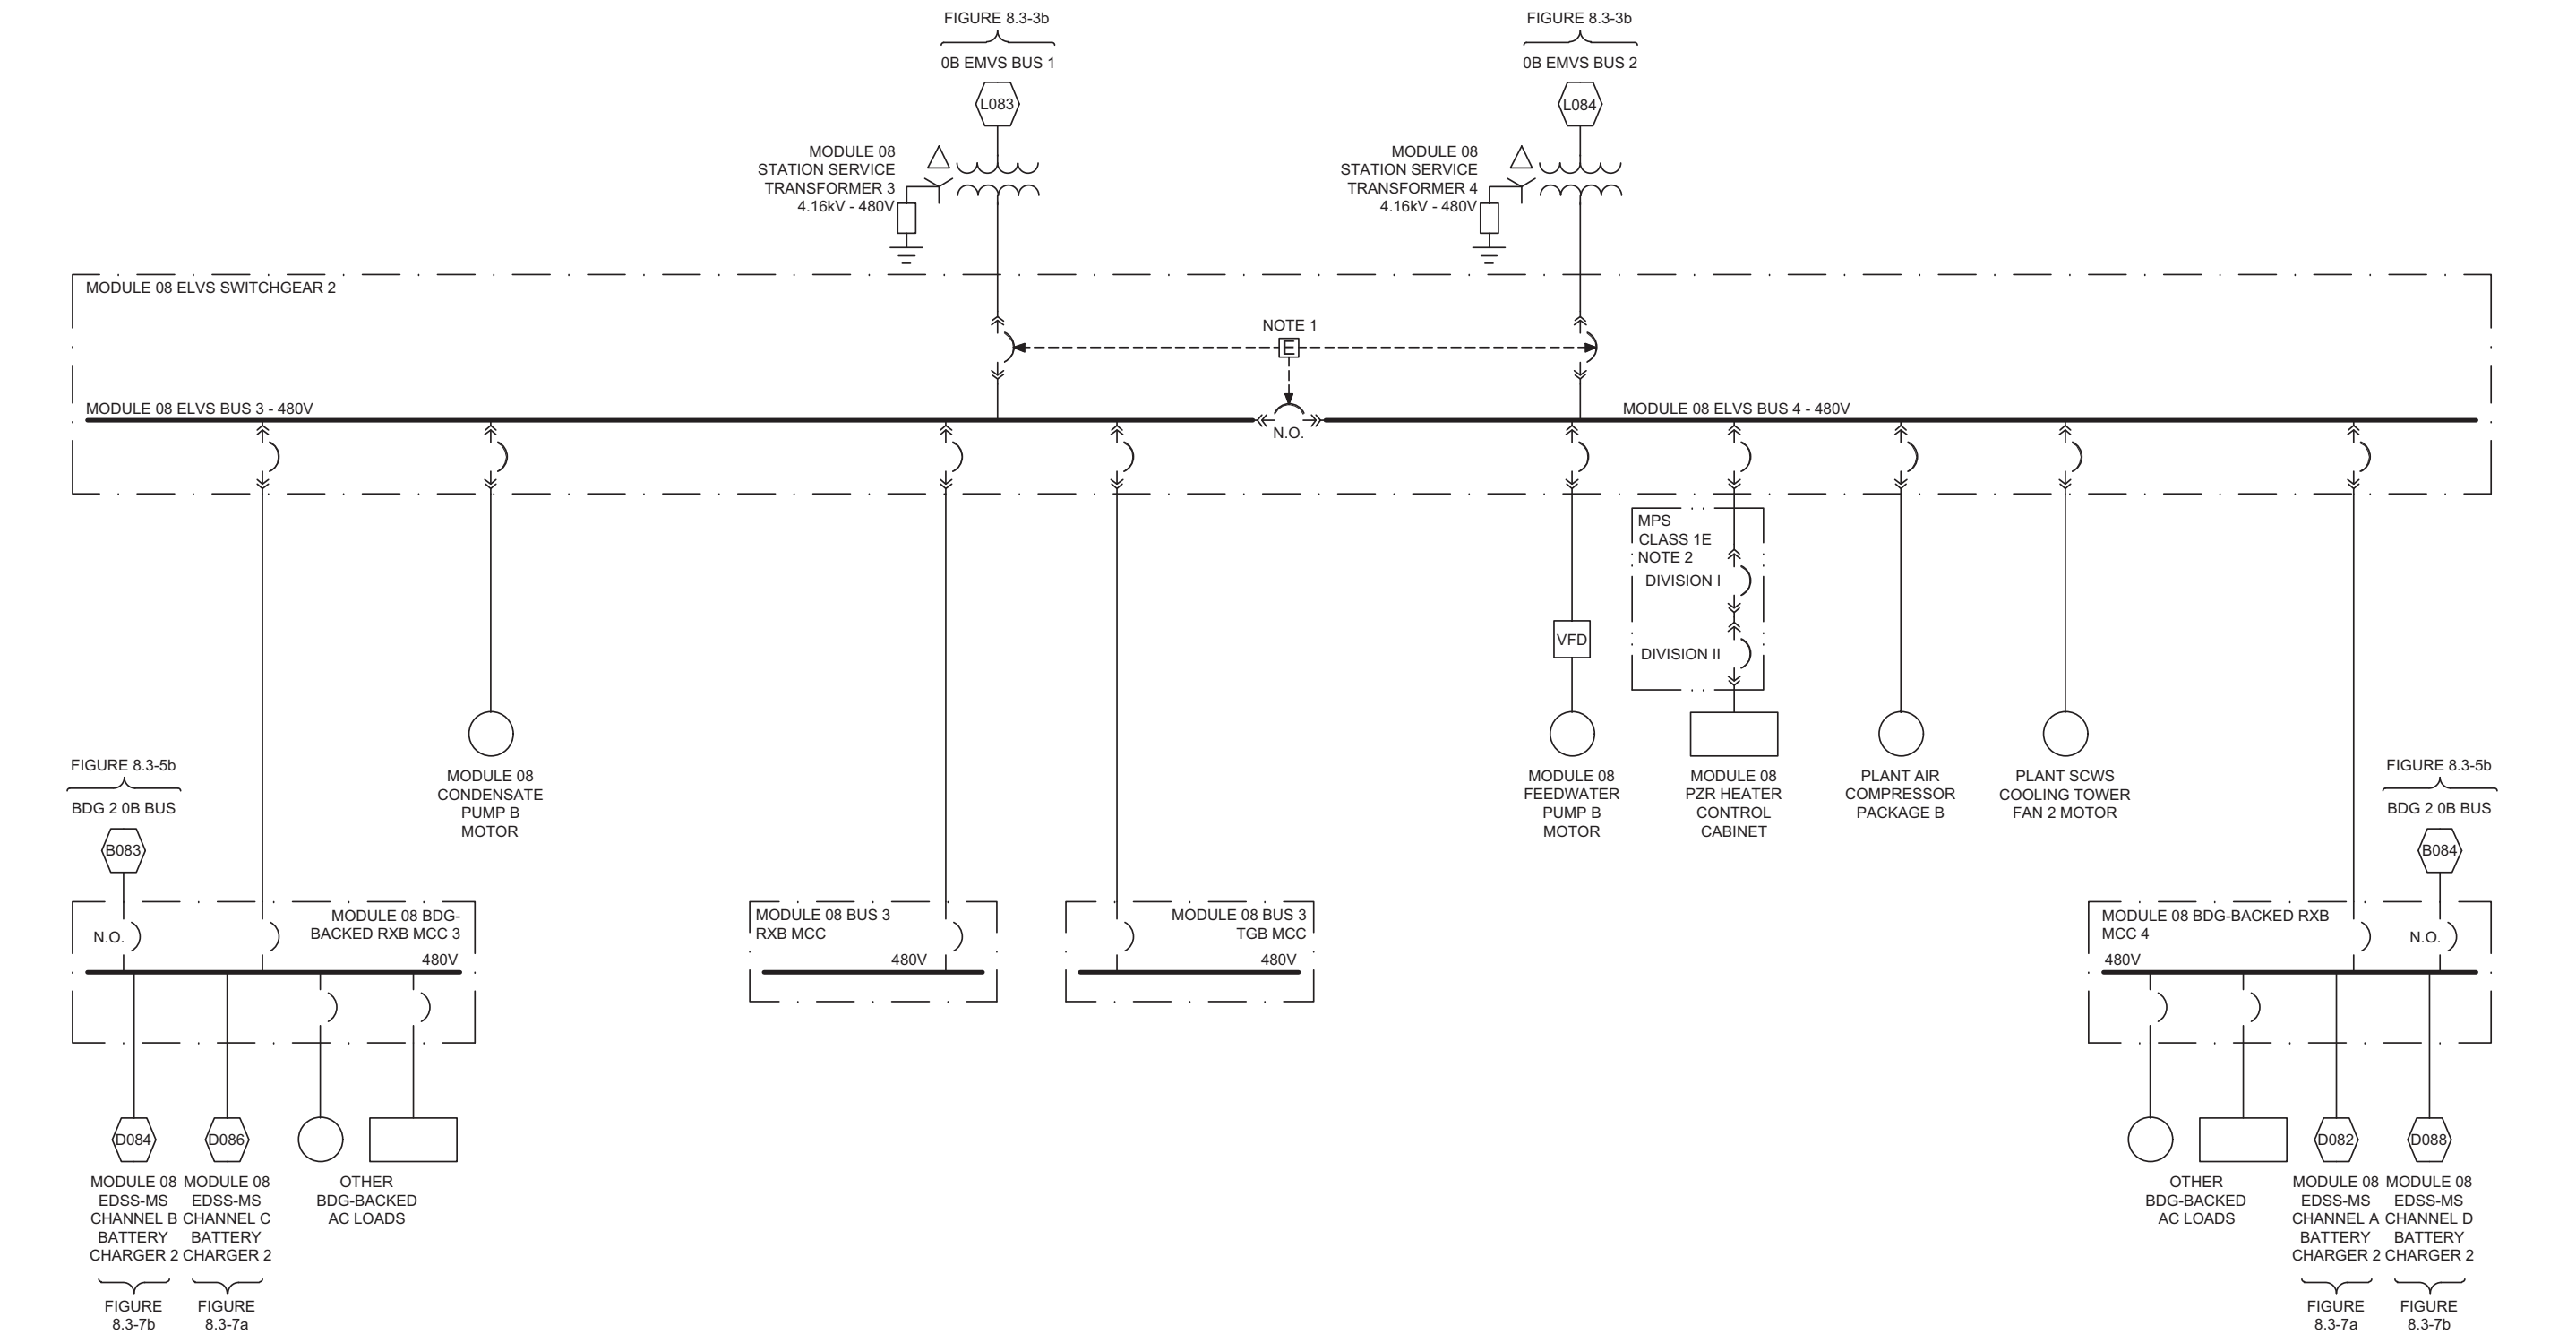 FIGURE 8.3-3b
0B EMVS BUS 1
L083
MODULE 08
STATION SERVICE
TRANSFORMER 3
4.16kV - 480V
FIGURE 8.3-3b
0B EMVS BUS 2
L084
MODULE 08
STATION SERVICE
TRANSFORMER 4
4.16kV - 480V
MODULE 08 ELVS SWITCHGEAR 2
NOTE 1
E
MODULE 08 ELVS BUS 3 - 480V
N.O.
MODULE 08 ELVS BUS 4 - 480V
MPS
CLASS 1E
NOTE 2
DIVISION I
DIVISION II
VFD
MODULE 08
CONDENSATE
PUMP B
MOTOR
MODULE 08
FEEDWATER
PUMP B
MOTOR
MODULE 08
PZR HEATER
CONTROL
CABINET
PLANT AIR
COMPRESSOR
PACKAGE B
PLANT SCWS
COOLING TOWER
FAN 2 MOTOR
FIGURE 8.3-5b
BDG 2 0B BUS
B083
N.O.
MODULE 08 BDG-
BACKED RXB MCC 3
480V
MODULE 08 BUS 3
RXB MCC
480V
MODULE 08 BUS 3
TGB MCC
480V
FIGURE 8.3-5b
BDG 2 0B BUS
B084
MODULE 08 BDG-BACKED RXB
MCC 4
480V
N.O.
D084
MODULE 08
EDSS-MS
CHANNEL B
BATTERY
CHARGER 2
FIGURE
8.3-7b
D086
MODULE 08
EDSS-MS
CHANNEL C
BATTERY
CHARGER 2
FIGURE
8.3-7a
OTHER
BDG-BACKED
AC LOADS
OTHER
BDG-BACKED
AC LOADS
D082
MODULE 08
EDSS-MS
CHANNEL A
BATTERY
CHARGER 2
FIGURE
8.3-7a
D088
MODULE 08
EDSS-MS
CHANNEL D
BATTERY
CHARGER 2
FIGURE
8.3-7b